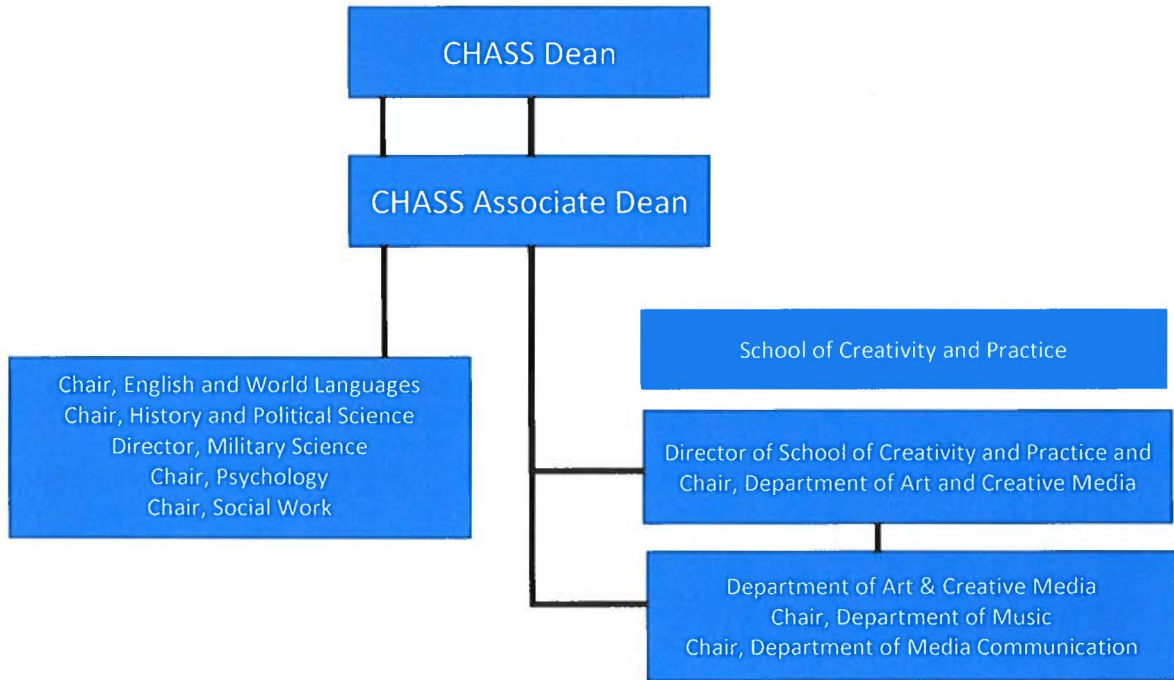 CHASS Dean
CHASS Associate Dean
Chair, English and World Languages
Chair, History and Political Science
Director, Military Science
Chair, Psychology
Chair, Social Work
School of Creativity and Practice
Director of School of Creativity and Practice and
Chair, Department of Art and Creative Media
Department of Art & Creative Media
Chair, Department of Music
Chair, Department of Media Communication